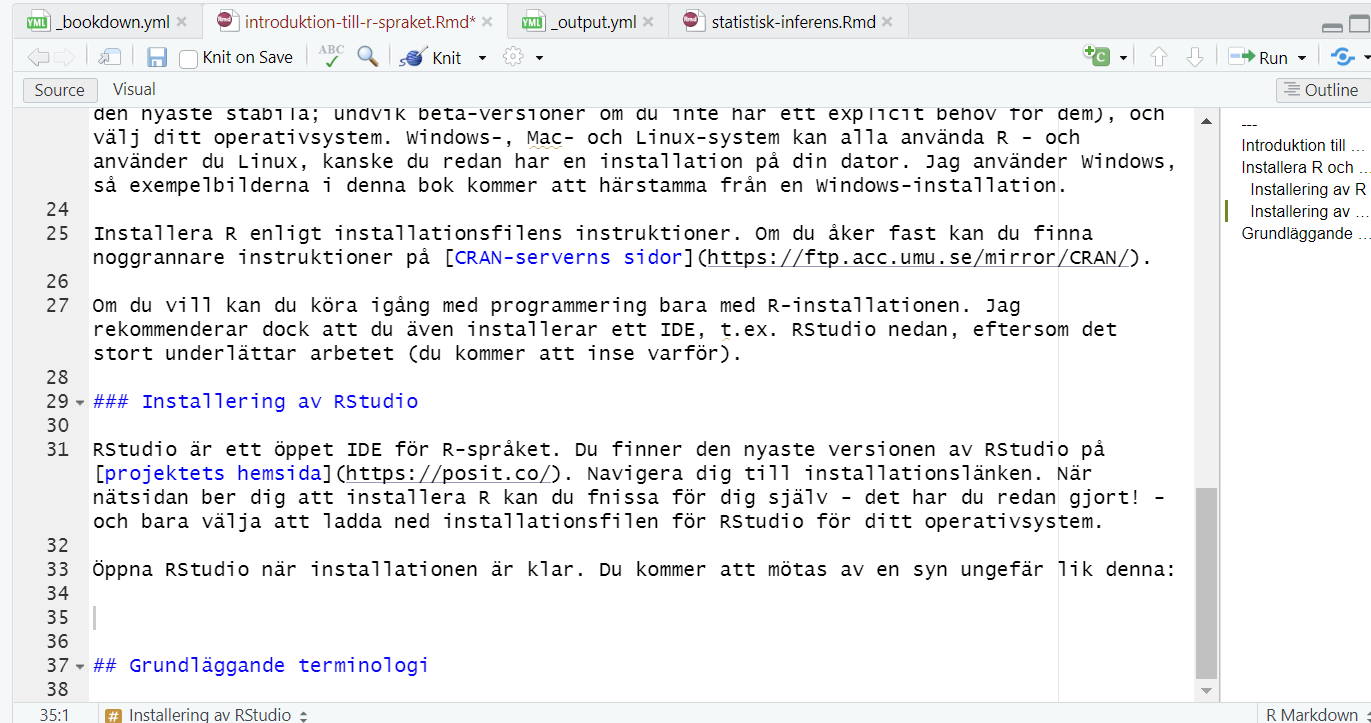 _bookdown.yml
introduktion-till-r-spraket.Rmd*
_output.yml
statistisk-inferens.Rmd
Knit on Save
ABC
Knit
Run
Source
Visual
Outline
den nyaste stabila; undvik beta-versioner om du inte har ett explicit behov för dem), och
välj ditt operativsystem. Windows-, Mac- och Linux-system kan alla använda R - och
använder du Linux, kanske du redan har en installation på din dator. Jag använder Windows,
så exempelbilderna i denna bok kommer att härstamma från en Windows-installation.
24
25 Installera R enligt installationsfilens instruktioner. Om du åker fast kan du finna
noggrannare instruktioner på [CRAN-serverns sidor](https://ftp.acc.umu.se/mirror/CRAN/).
26
27 Om du vill kan du köra igång med programmering bara med R-installationen. Jag
rekommenderar dock att du även installerar ett IDE, t.ex. RStudio nedan, eftersom det
stort underlättar arbetet (du kommer att inse varför).
28
29 ### Installering av RStudio
30
31 RStudio är ett öppet IDE för R-språket. Du finner den nyaste versionen av RStudio på
[projektets hemsida](https://posit.co/). Navigera dig till installationslänken. När
nätsidan ber dig att installera R kan du fnissa för dig själv - det har du redan gjort! -
och bara välja att ladda ned installationsfilen för RStudio för ditt operativsystem.
32
33 Öppna RStudio när installationen är klar. Du kommer att mötas av en syn ungefär lik denna:
34
35
36
37 ## Grundläggande terminologi
38
---
Introduktion till ...
Installera R och ...
Installering av R
Installering av ...
Grundläggande ...
35:1
# Installering av RStudio
R Markdown